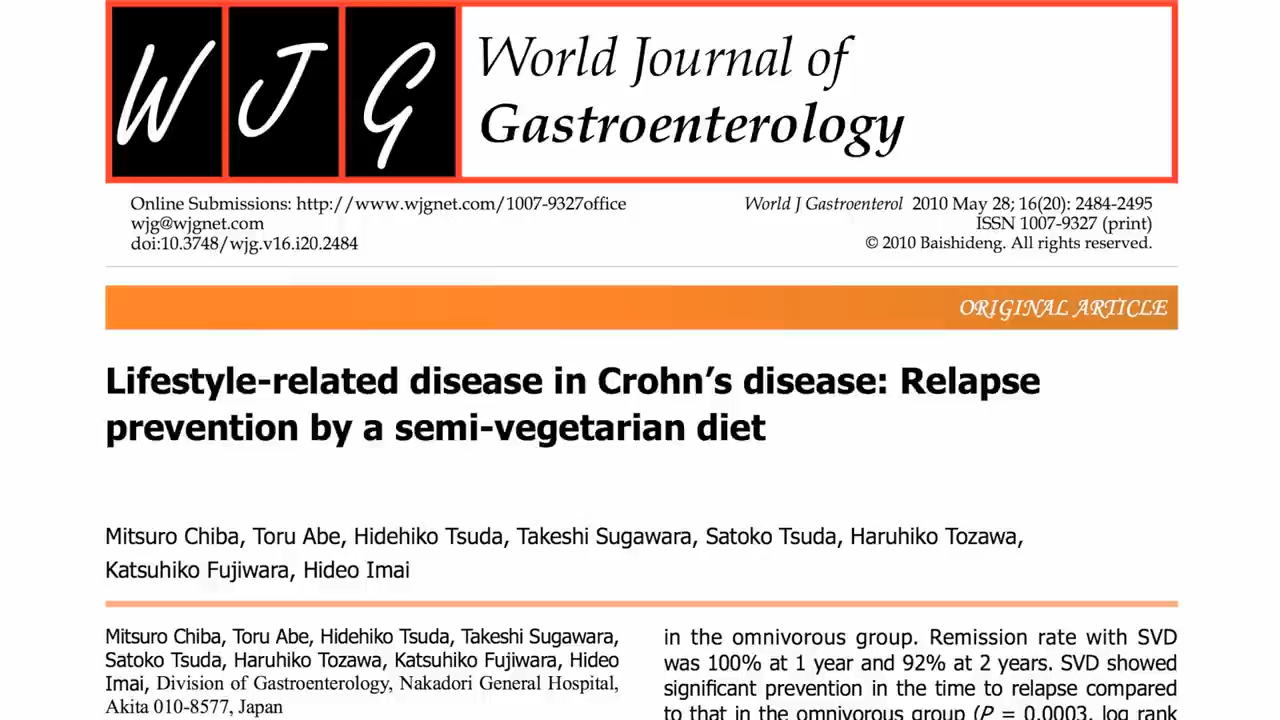 W J G
World Journal of
Gastroenterology
Online Submissions: http://www.wjgnet.com/1007-9327office
wjg@wjgnet.com
doi:10.3748/wjg.v16.i20.2484
World J Gastroenterol 2010 May 28; 16(20): 2484-2495
ISSN 1007-9327 (print)
© 2010 Baishideng. All rights reserved.
ORIGINAL ARTICLE
Lifestyle-related disease in Crohn’s disease: Relapse
prevention by a semi-vegetarian diet
Mitsuro Chiba, Toru Abe, Hidehiko Tsuda, Takeshi Sugawara, Satoko Tsuda, Haruhiko Tozawa,
Katsuhiko Fujiwara, Hideo Imai
Mitsuro Chiba, Toru Abe, Hidehiko Tsuda, Takeshi Sugawara,
Satoko Tsuda, Haruhiko Tozawa, Katsuhiko Fujiwara, Hideo
Imai, Division of Gastroenterology, Nakadori General Hospital,
Akita 010-8577, Japan
in the omnivorous group. Remission rate with SVD
was 100% at 1 year and 92% at 2 years. SVD showed
significant prevention in the time to relapse compared
to that in the omnivorous group (P = 0.0003, log rank